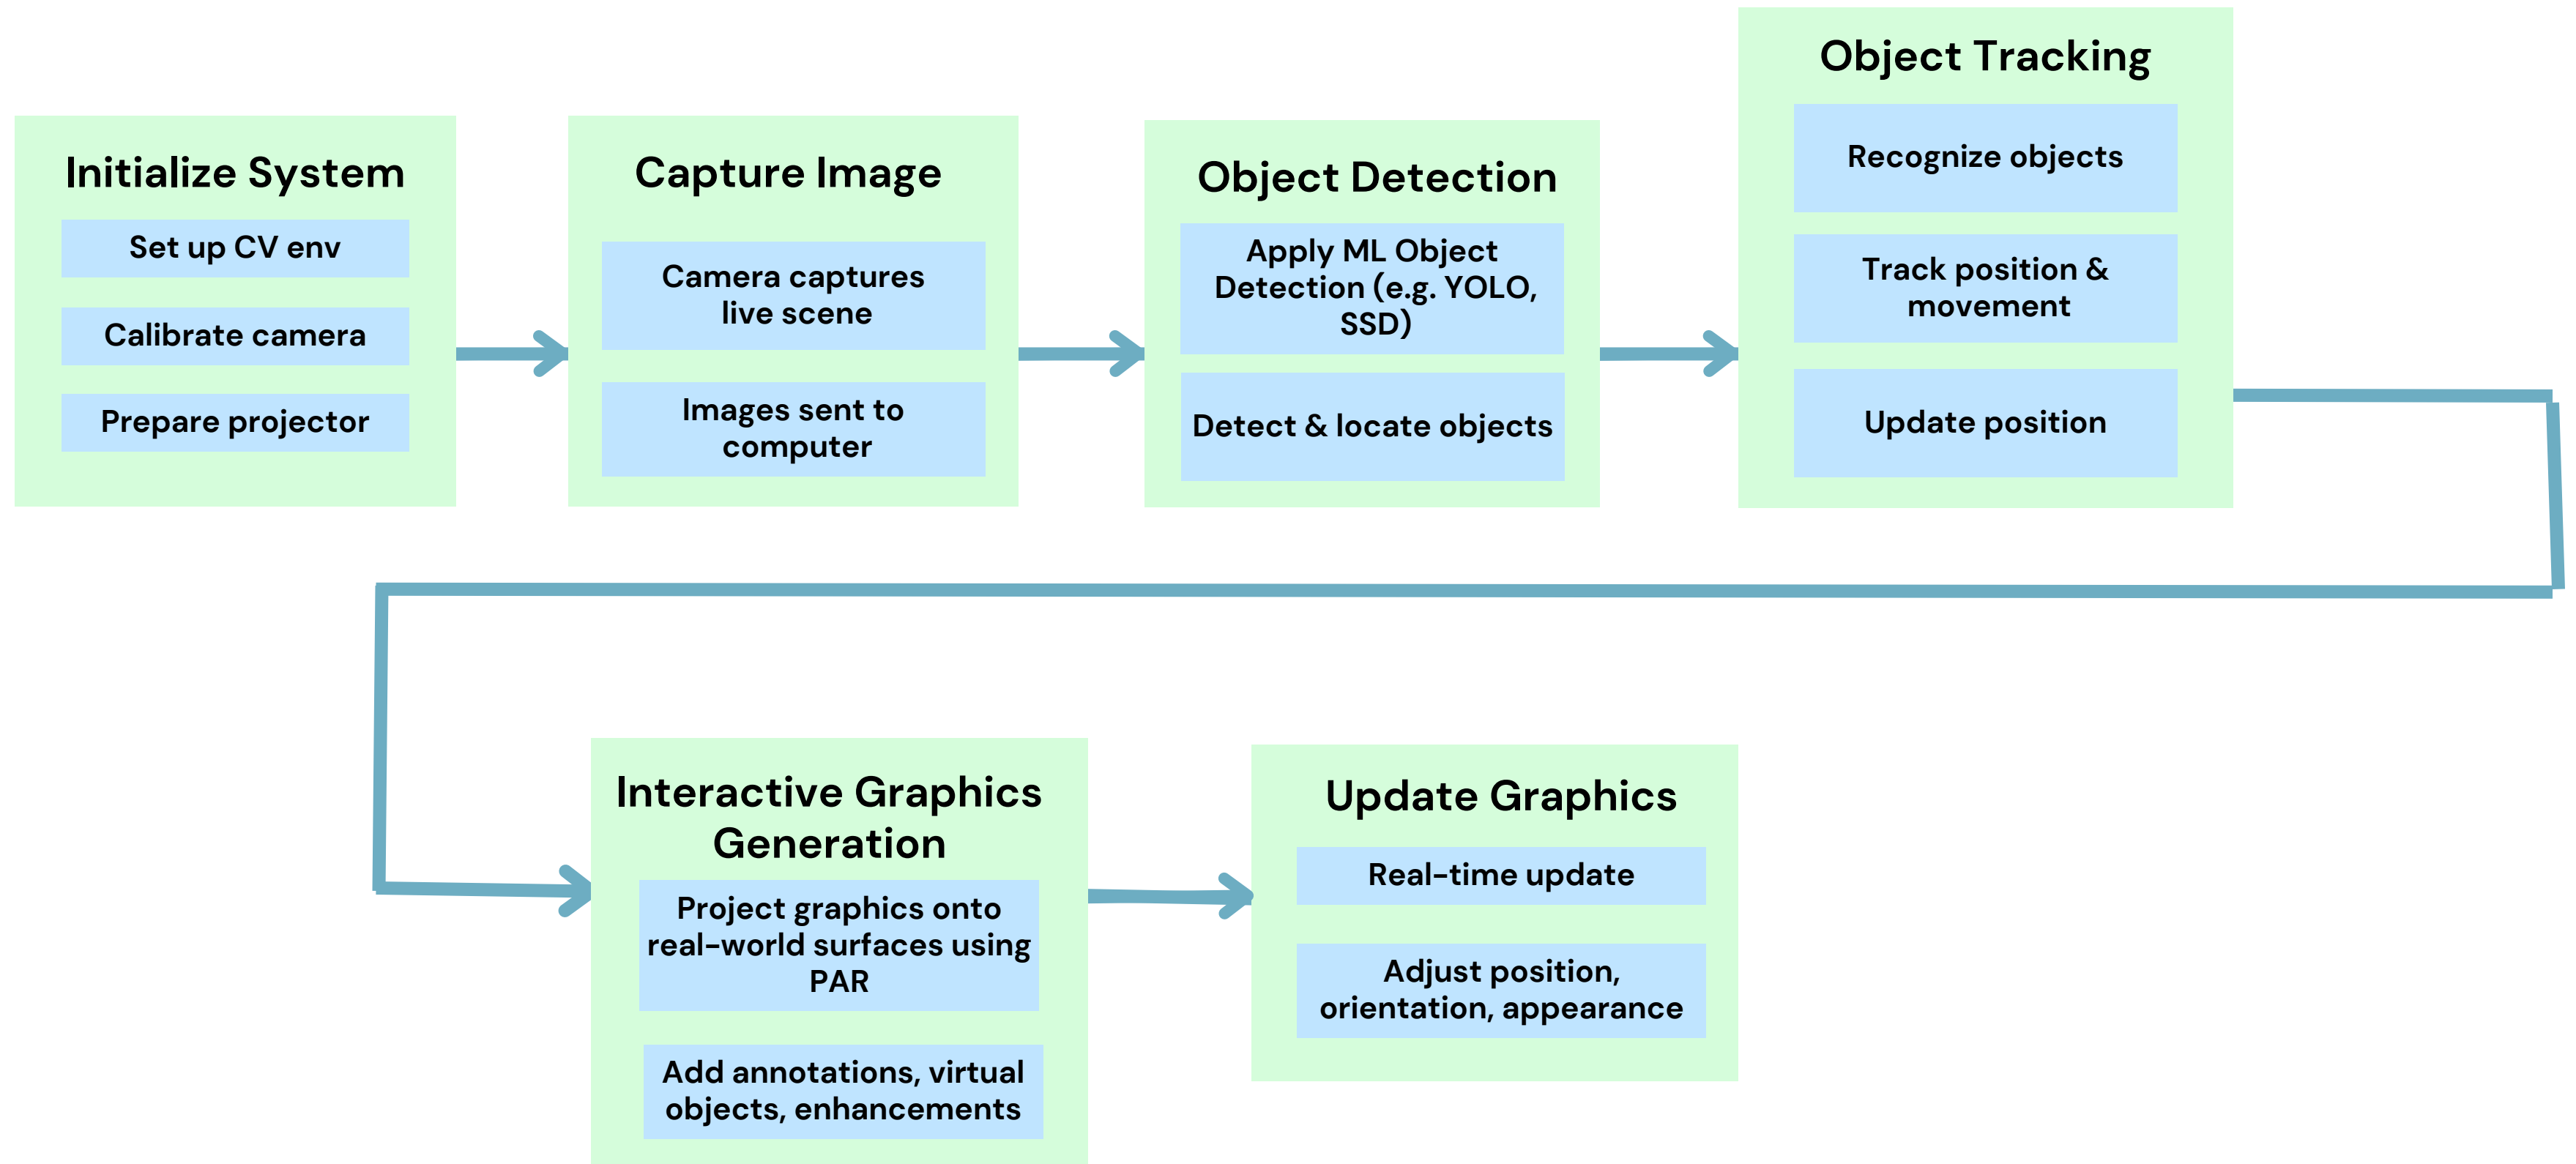 Initialize System
Set up CV env
Calibrate camera
Prepare projector
Capture Image
Camera captures
live scene
Images sent to
computer
Object Detection
Apply ML Object
Detection (e.g. YOLO,
SSD)
Detect & locate objects
Object Tracking
Recognize objects
Track position &
movement
Update position
Interactive Graphics
Generation
Project graphics onto
real-world surfaces using
PAR
Add annotations, virtual
objects, enhancements
Update Graphics
Real-time update
Adjust position,
orientation, appearance